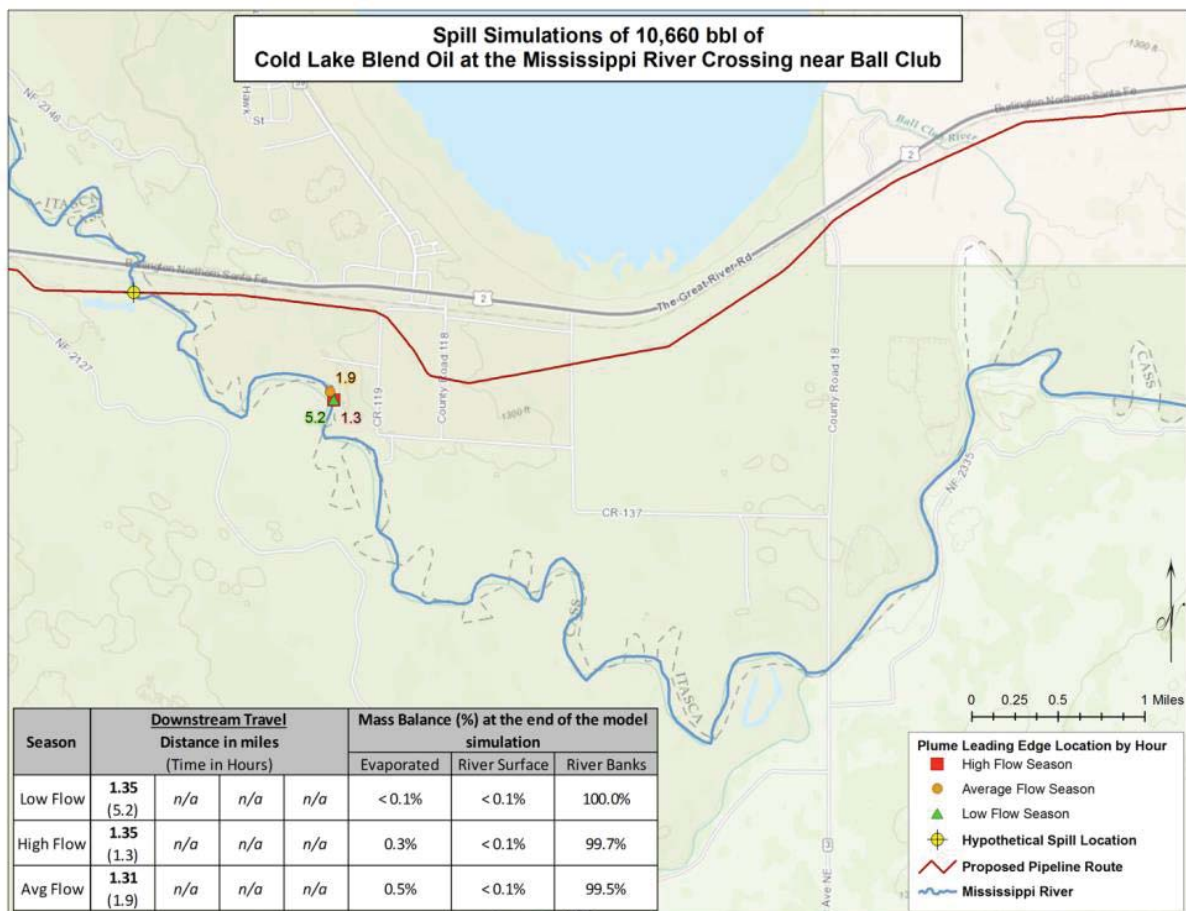 Spill Simulations of 10,660 bbl of
Cold Lake Blend Oil at the Mississippi River Crossing near Ball Club
1300 ft
Burlington Northern Santa Fe
Ball Club River
2
NF-2346
Hawk
St
ITASCA
CASS
Burlington Northern Santa Fe
2
The-Great-River-Rd
NF-2127
CR-119
County Road 118
1300 ft
County Road 18
NF-2335
CASS
1.9
5.2
1.3
CR-137
CASS
ITASCA
3
Ave NE
0 0.25 0.5 1 Miles
Season
Downstream Travel
Distance in miles
(Time in Hours)
Mass Balance (%) at the end of the model
simulation
Evaporated River Surface River Banks
Low Flow 1.35 (5.2) n/a n/a n/a < 0.1% < 0.1% 100.0%
High Flow 1.35 (1.3) n/a n/a n/a 0.3% < 0.1% 99.7%
Avg Flow 1.31 (1.9) n/a n/a n/a 0.5% < 0.1% 99.5%
Plume Leading Edge Location by Hour
High Flow Season
Average Flow Season
Low Flow Season
Hypothetical Spill Location
Proposed Pipeline Route
Mississippi River